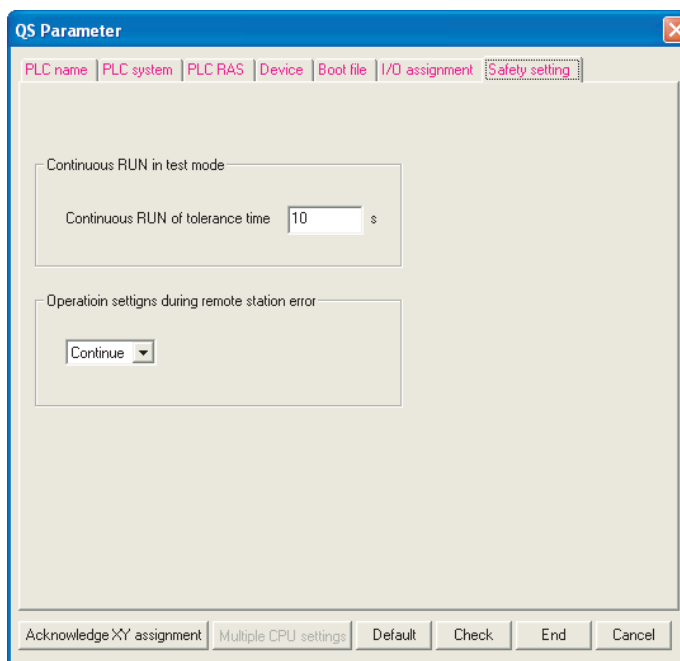 QS Parameter
PLC name PLC system PLC RAS Device Boot file I/O assignment Safety setting
Continuous RUN in test mode
Continuous RUN of tolerance time 10 s
Operatioin settigns during remote station error
Continue
Acknowledge XY assignment Multiple CPU settings Default Check End Cancel